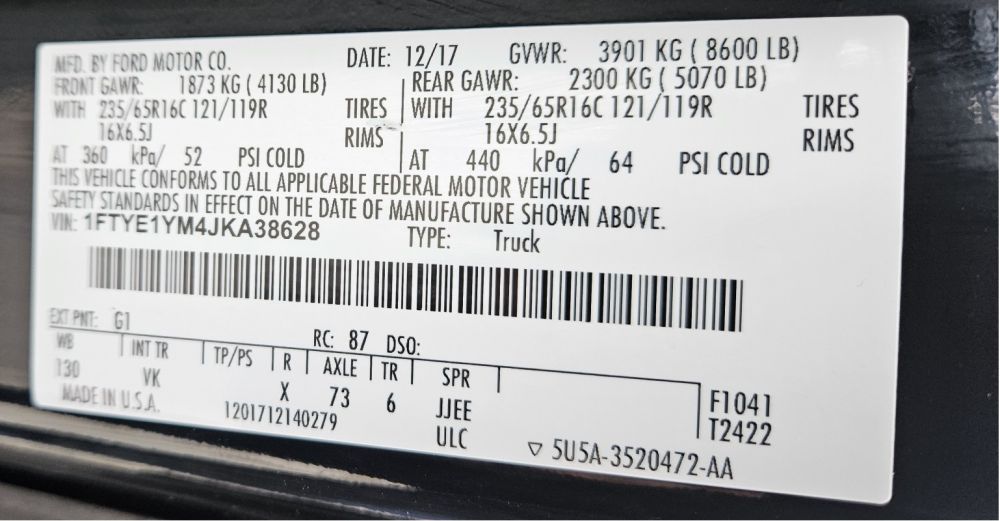 MFD. BY FORD MOTOR CO. DATE: 12/17 GVWR: 3901 KG ( 8600 LB)
FRONT GAWR: 1873 KG ( 4130 LB) REAR GAWR: 2300 KG ( 5070 LB)
WITH 235/65R16C 121/119R TIRES WITH 235/65R16C 121/119R TIRES
16X6.5J RIMS 16X6.5J RIMS
AT 360 kPa/ 52 PSI COLD AT 440 kPa/ 64 PSI COLD
THIS VEHICLE CONFORMS TO ALL APPLICABLE FEDERAL MOTOR VEHICLE
SAFETY STANDARDS IN EFFECT ON THE DATE OF MANUFACTURE SHOWN ABOVE.
VIN: 1FTYE1YM4JKA38628 TYPE: Truck
EXT PNT: G1 RC: 87 DSO:
WB INT TR TP/PS R AXLE TR SPR
130 VK X 73 6 JJEE F1041
MADE IN U.S.A. 1201712140279 ULC T2422
▽ 5U5A-3520472-AA